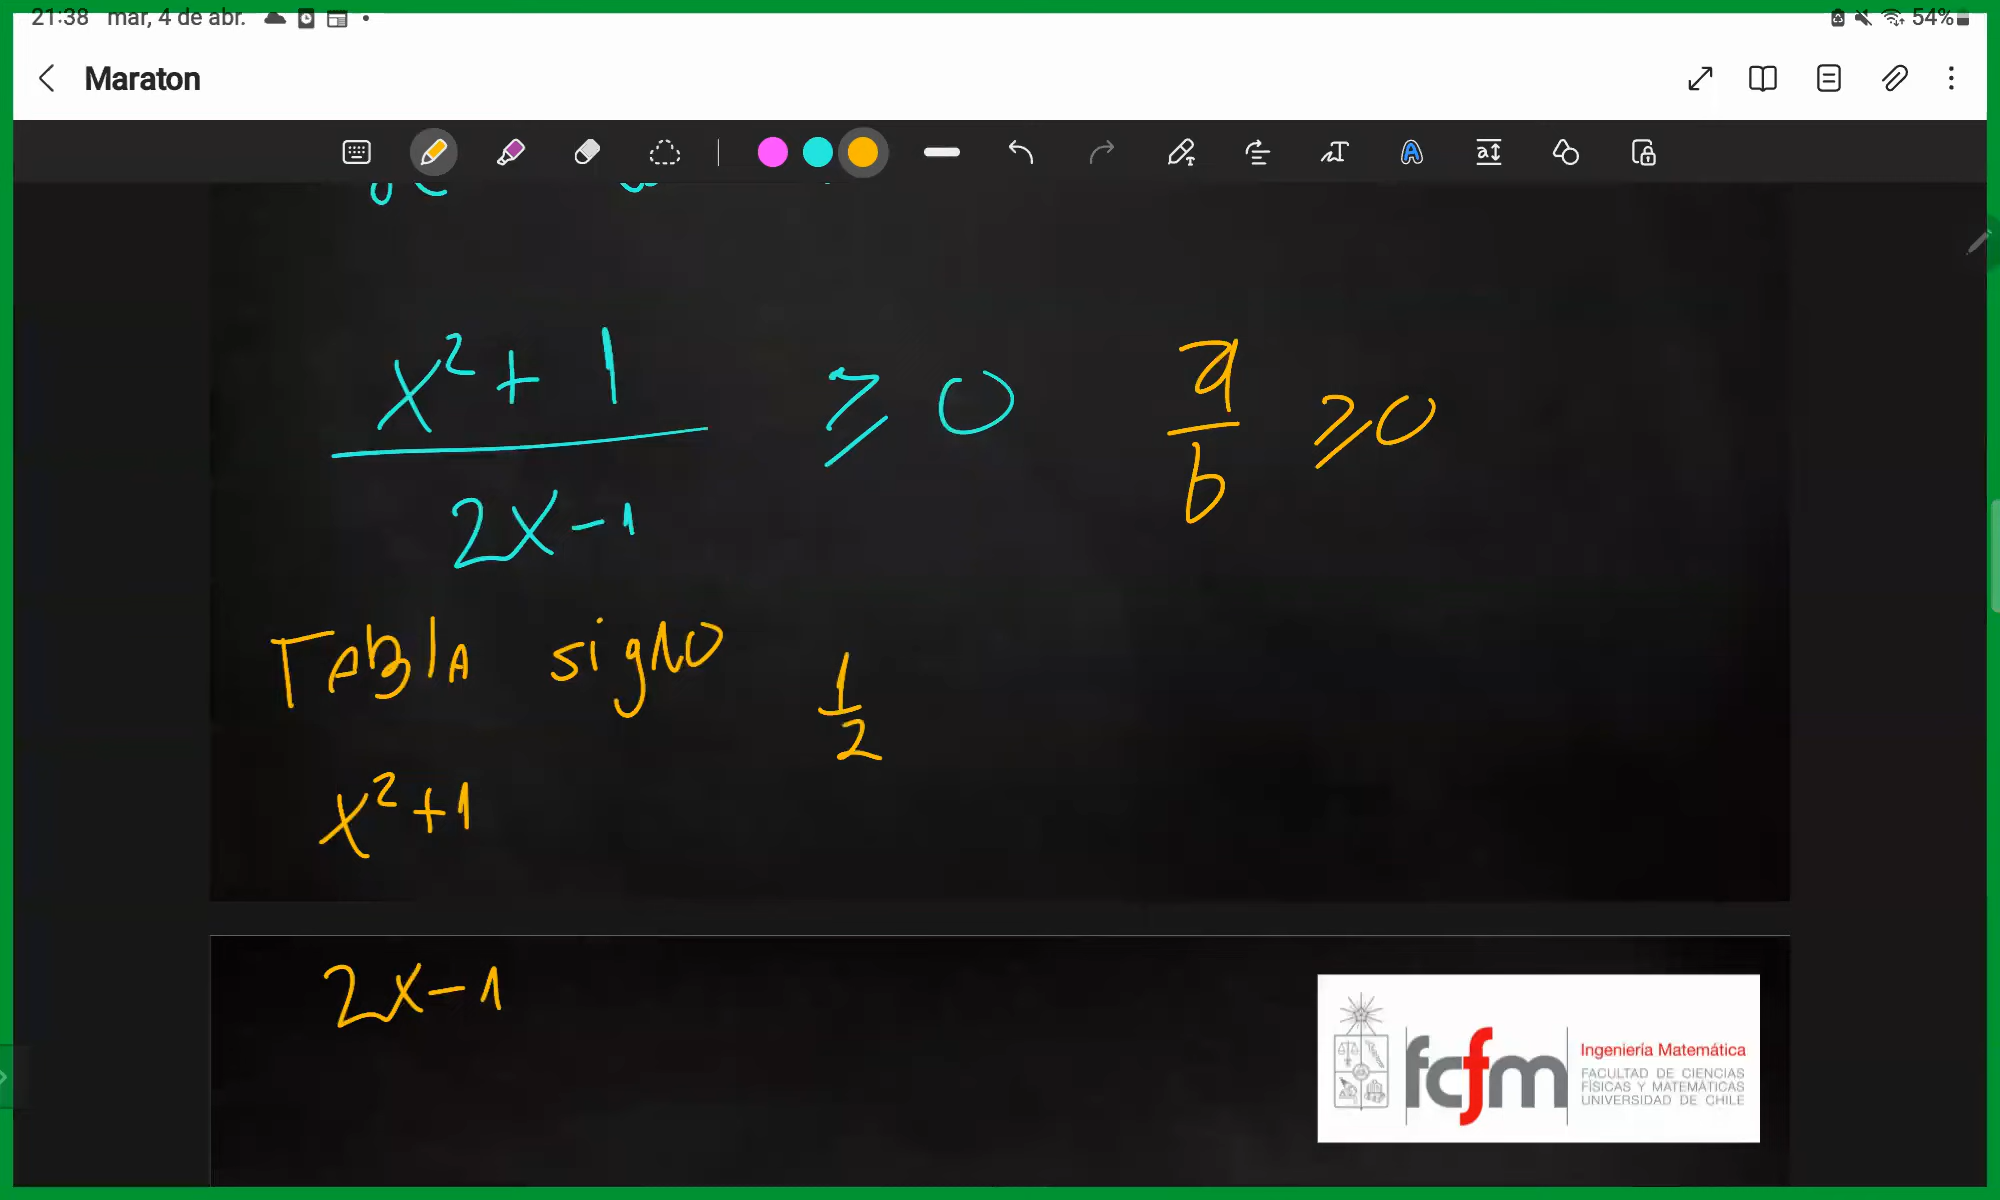 21:38 mar, 4 de abr. 54%
Maraton
x² + 1 / 2x - 1 ≥ 0
a / b ≥ 0
TABlA sigNO
1 / 2
x² + 1
2x - 1
fcfm
Ingeniería Matemática
FACULTAD DE CIENCIAS
FÍSICAS Y MATEMÁTICAS
UNIVERSIDAD DE CHILE